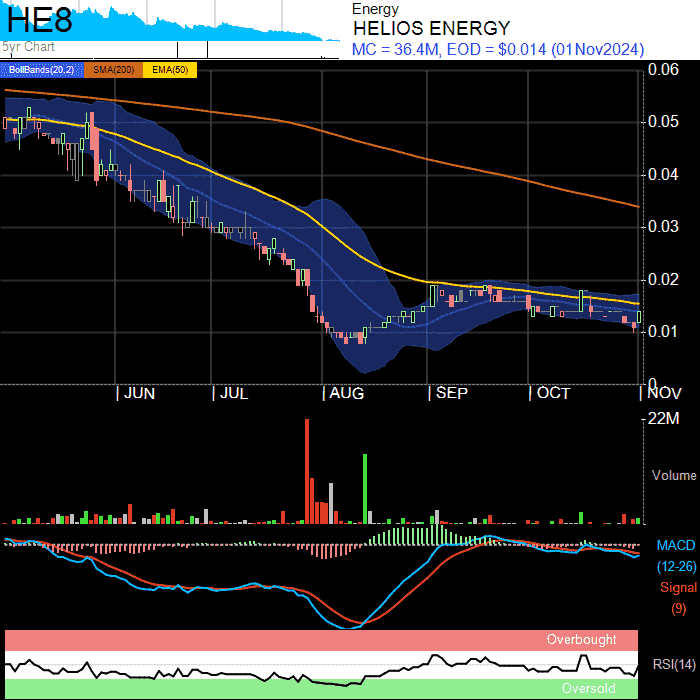 HE8
5yr Chart
Energy
HELIOS ENERGY
MC = 36.4M, EOD = $0.014 (01Nov2024)
BollBands(20,2) SMA(200) EMA(50)
0.06
0.05
0.04
0.03
0.02
0.01
0
JUN JUL AUG SEP OCT NOV
22M
Volume
MACD
(12-26)
Signal
(9)
Overbought
RSI(14)
Oversold